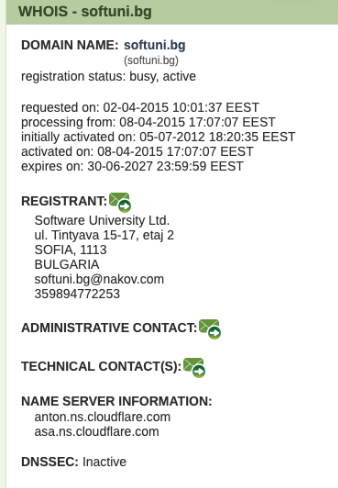 WHOIS - softuni.bg
DOMAIN NAME: softuni.bg
(softuni.bg)
registration status: busy, active
requested on: 02-04-2015 10:01:37 EEST
processing from: 08-04-2015 17:07:07 EEST
initially activated on: 05-07-2012 18:20:35 EEST
activated on: 08-04-2015 17:07:07 EEST
expires on: 30-06-2027 23:59:59 EEST
REGISTRANT:
Software University Ltd.
ul. Tintyava 15-17, etaj 2
SOFIA, 1113
BULGARIA
softuni.bg@nakov.com
359894772253
ADMINISTRATIVE CONTACT:
TECHNICAL CONTACT(S):
NAME SERVER INFORMATION:
anton.ns.cloudflare.com
asa.ns.cloudflare.com
DNSSEC: Inactive